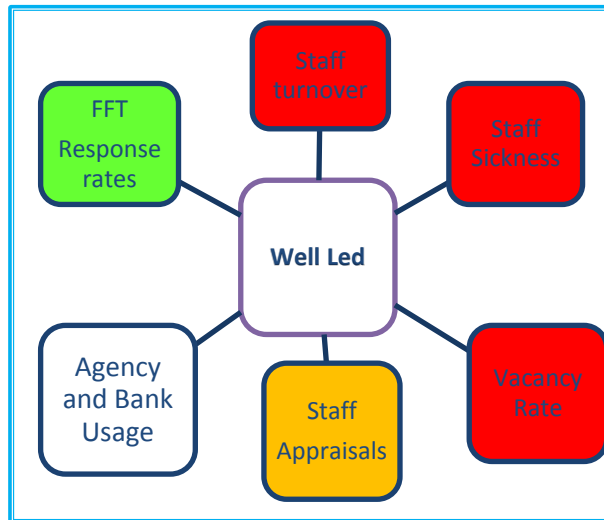 Staff
turnover
FFT
Response
rates
Staff
Sickness
Well Led
Agency
and Bank
Usage
Staff
Appraisals
Vacancy
Rate